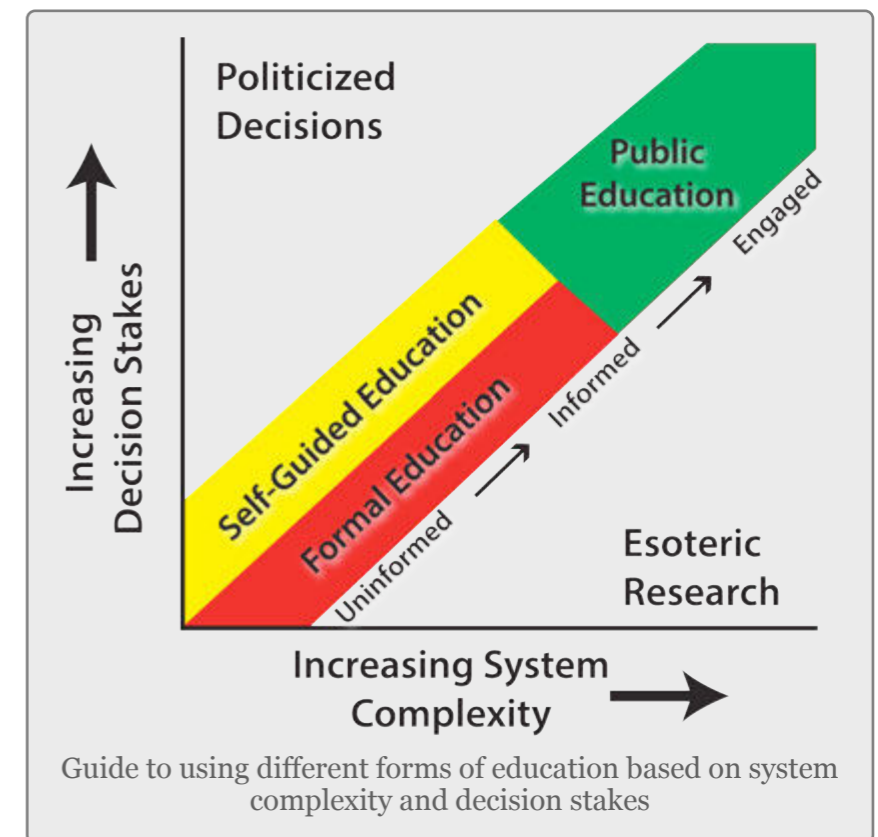 Politicized
Decisions
Public
Education
Engaged
Increasing
Decision Stakes
Self-Guided Education
Formal Education
Informed
Uninformed
Esoteric
Research
Increasing System
Complexity
Guide to using different forms of education based on system
complexity and decision stakes